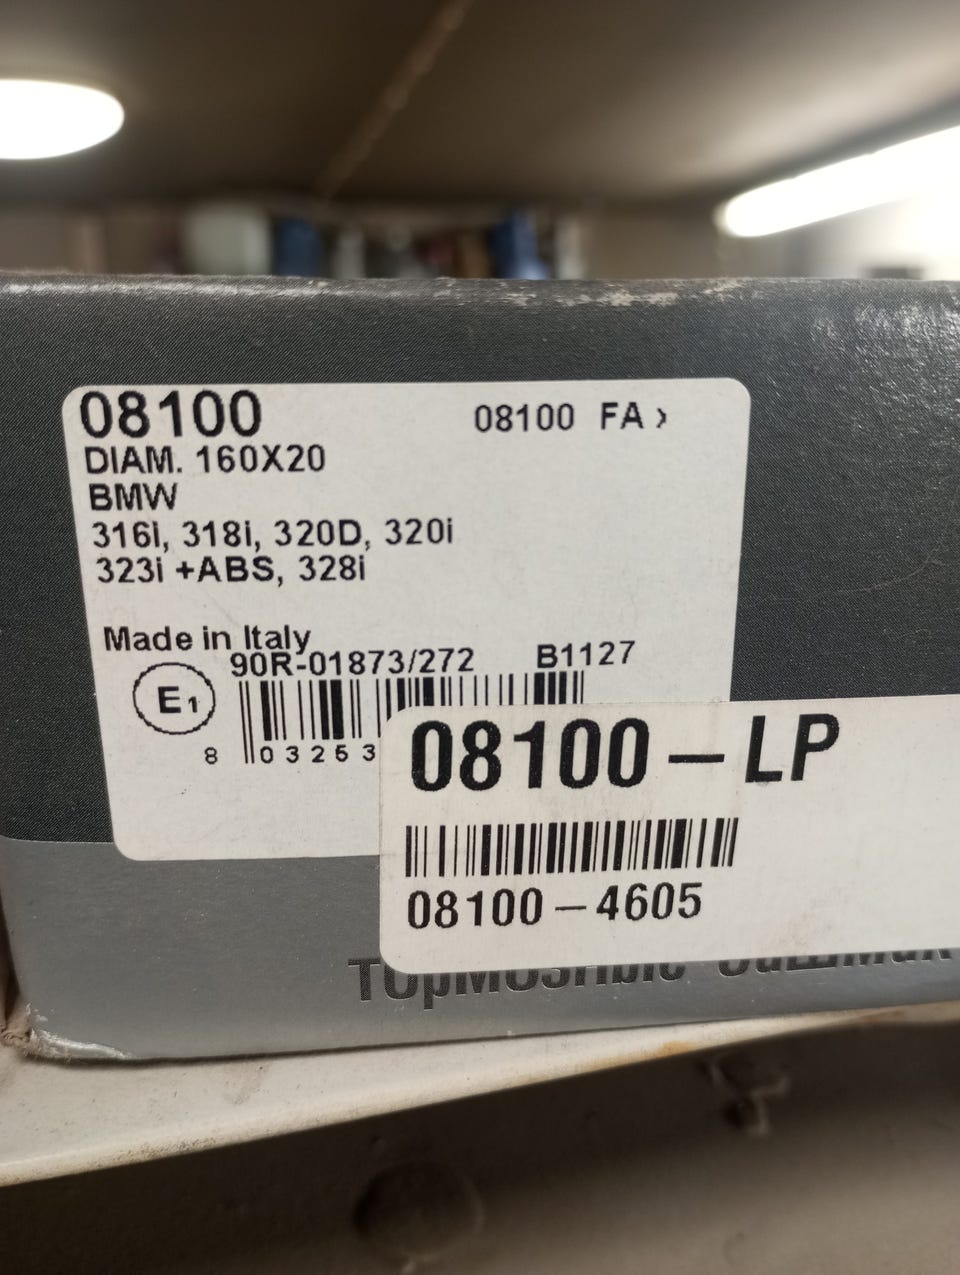 08100
08100 FA ›
DIAM. 160X20
BMW
316i, 318i, 320D, 320i
323i +ABS, 328i
Made in Italy
90R-01873/272 B1127
E1
8 03263
08100-LP
08100-4605